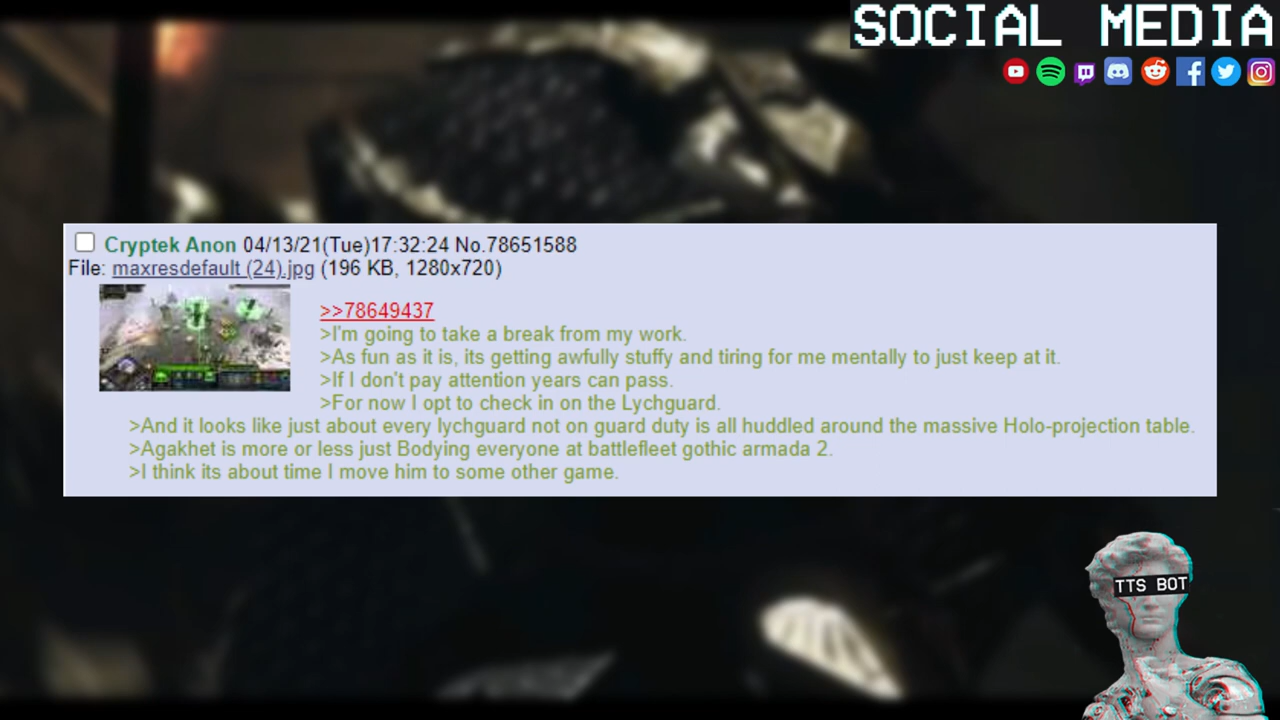 SOCIAL MEDIA
Cryptek Anon 04/13/21(Tue)17:32:24 No.78651588
File: maxresdefault (24).jpg (196 KB, 1280x720)
>>78649437
>I'm going to take a break from my work.
>As fun as it is, its getting awfully stuffy and tiring for me mentally to just keep at it.
>If I don't pay attention years can pass.
>For now I opt to check in on the Lychguard.
>And it looks like just about every lychguard not on guard duty is all huddled around the massive Holo-projection table.
>Agakhet is more or less just Bodying everyone at battlefleet gothic armada 2.
>I think its about time I move him to some other game.
TTS BOT